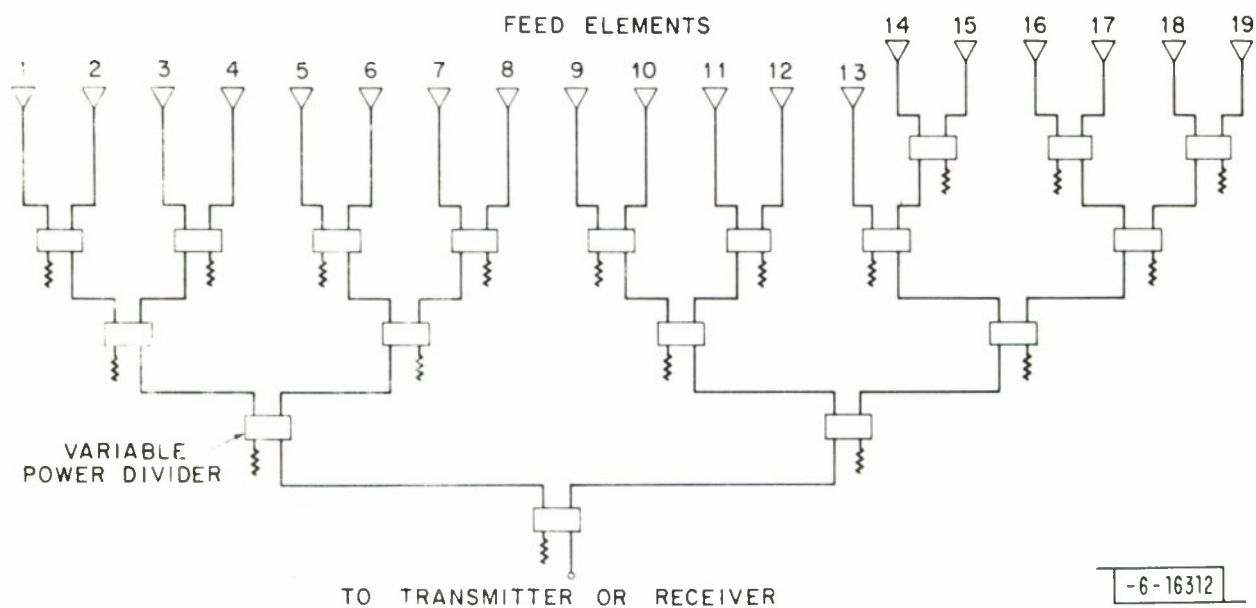 FEED ELEMENTS
14 15 16 17 18 19
1 2 3 4 5 6 7 8 9 10 11 12 13
VARIABLE
POWER DIVIDER
TO TRANSMITTER OR RECEIVER
-6-16312